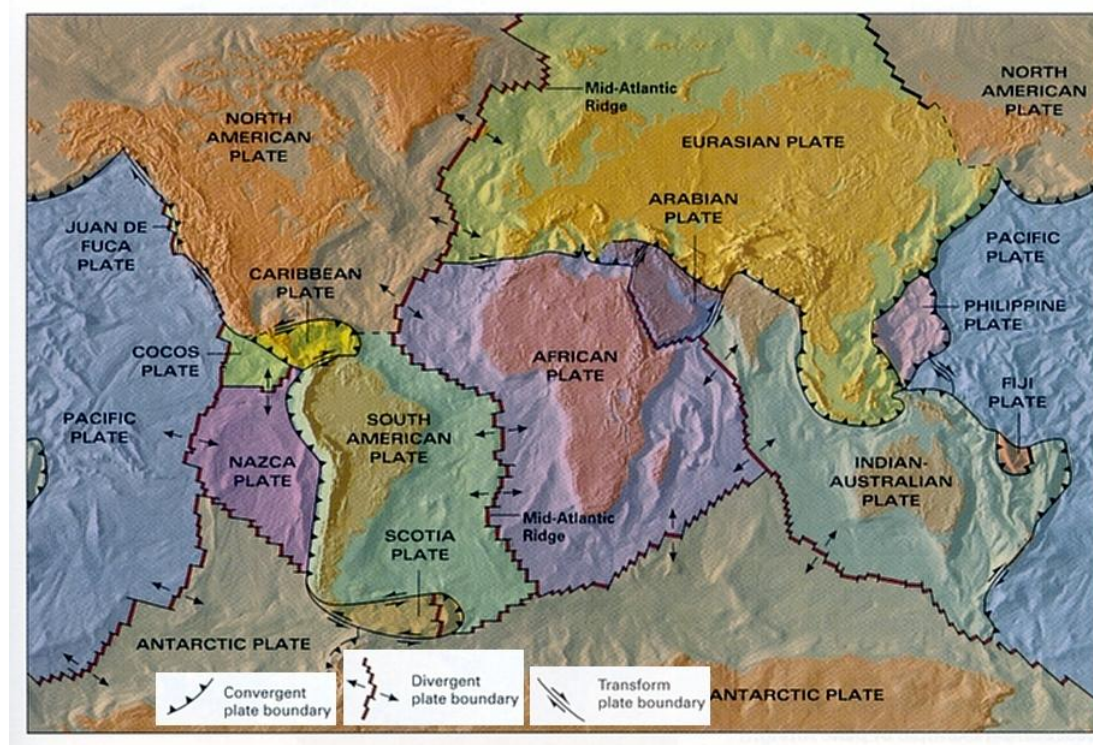 Mid-Atlantic
Ridge
NORTH
AMERICAN
PLATE
NORTH
AMERICAN
PLATE
EURASIAN PLATE
ARABIAN
PLATE
JUAN DE
FUCA
PLATE
PACIFIC
PLATE
CARIBBEAN
PLATE
PHILIPPINE
PLATE
COCOS
PLATE
AFRICAN
PLATE
FIJI
PLATE
PACIFIC
PLATE
SOUTH
AMERICAN
PLATE
NAZCA
PLATE
INDIAN-
AUSTRALIAN
PLATE
Mid-Atlantic
Ridge
SCOTIA
PLATE
ANTARCTIC PLATE
Convergent
plate boundary
Divergent
plate boundary
Transform
plate boundary
ANTARCTIC PLATE